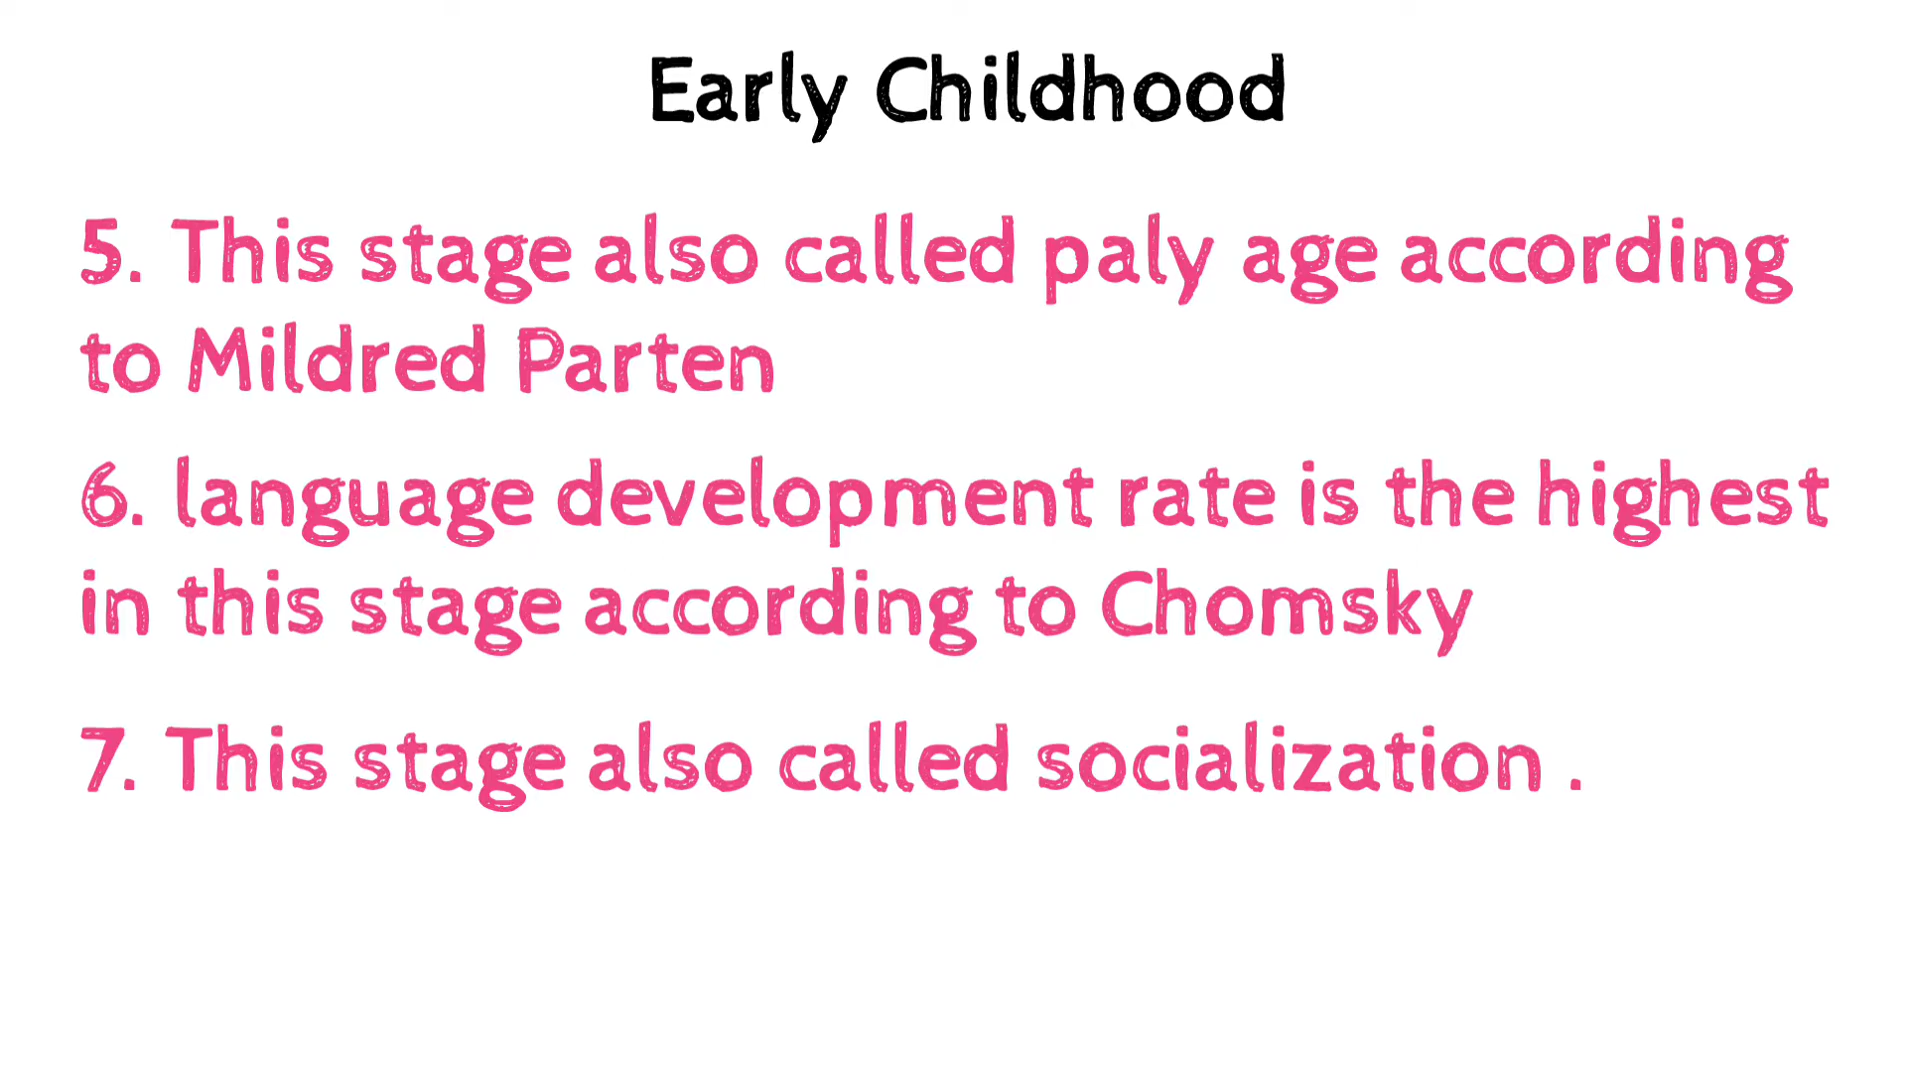 Early Childhood
5. This stage also called paly age according
to Mildred Parten
6. language development rate is the highest
in this stage according to Chomsky
7. This stage also called socialization .